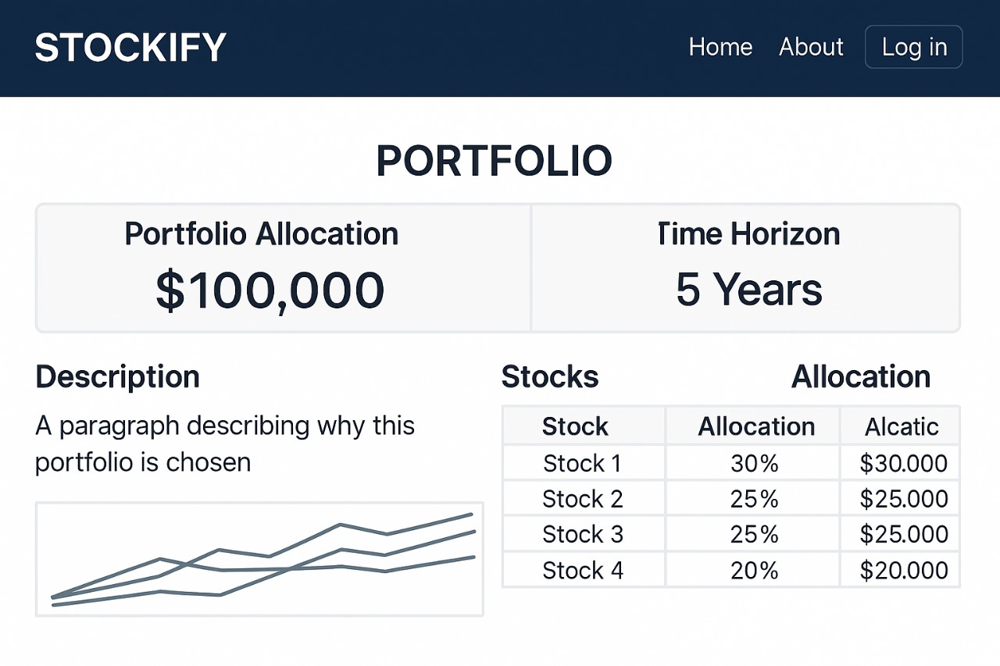 STOCKIFY
Home About Log in
PORTFOLIO
Portfolio Allocation
$100,000
Time Horizon
5 Years
Description
A paragraph describing why this
portfolio is chosen
Stocks Allocation
Stock Allocation Alcatic
Stock 1 30% $30.000
Stock 2 25% $25.000
Stock 3 25% $25.000
Stock 4 20% $20.000